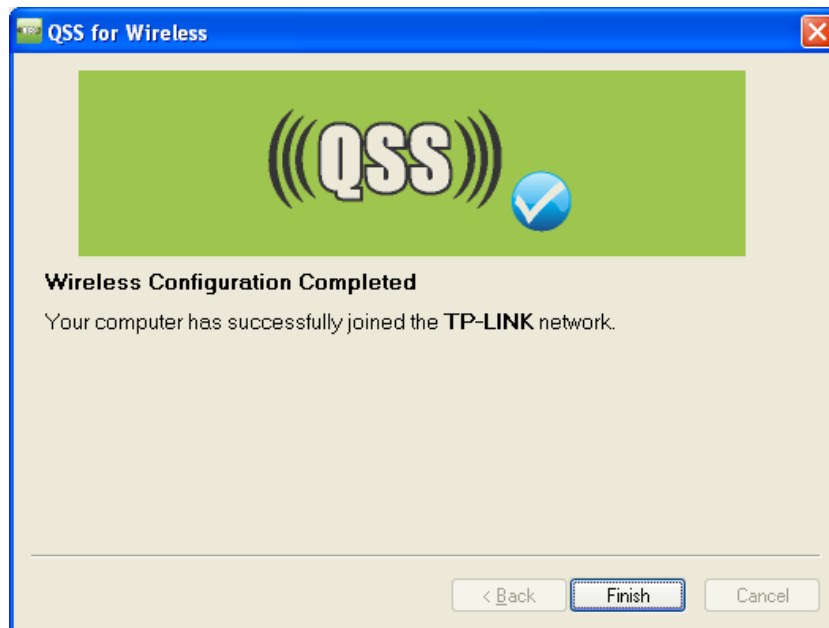 QSS for Wireless
QSS
Wireless Configuration Completed
Your computer has successfully joined the TP-LINK network.
< Back Finish Cancel